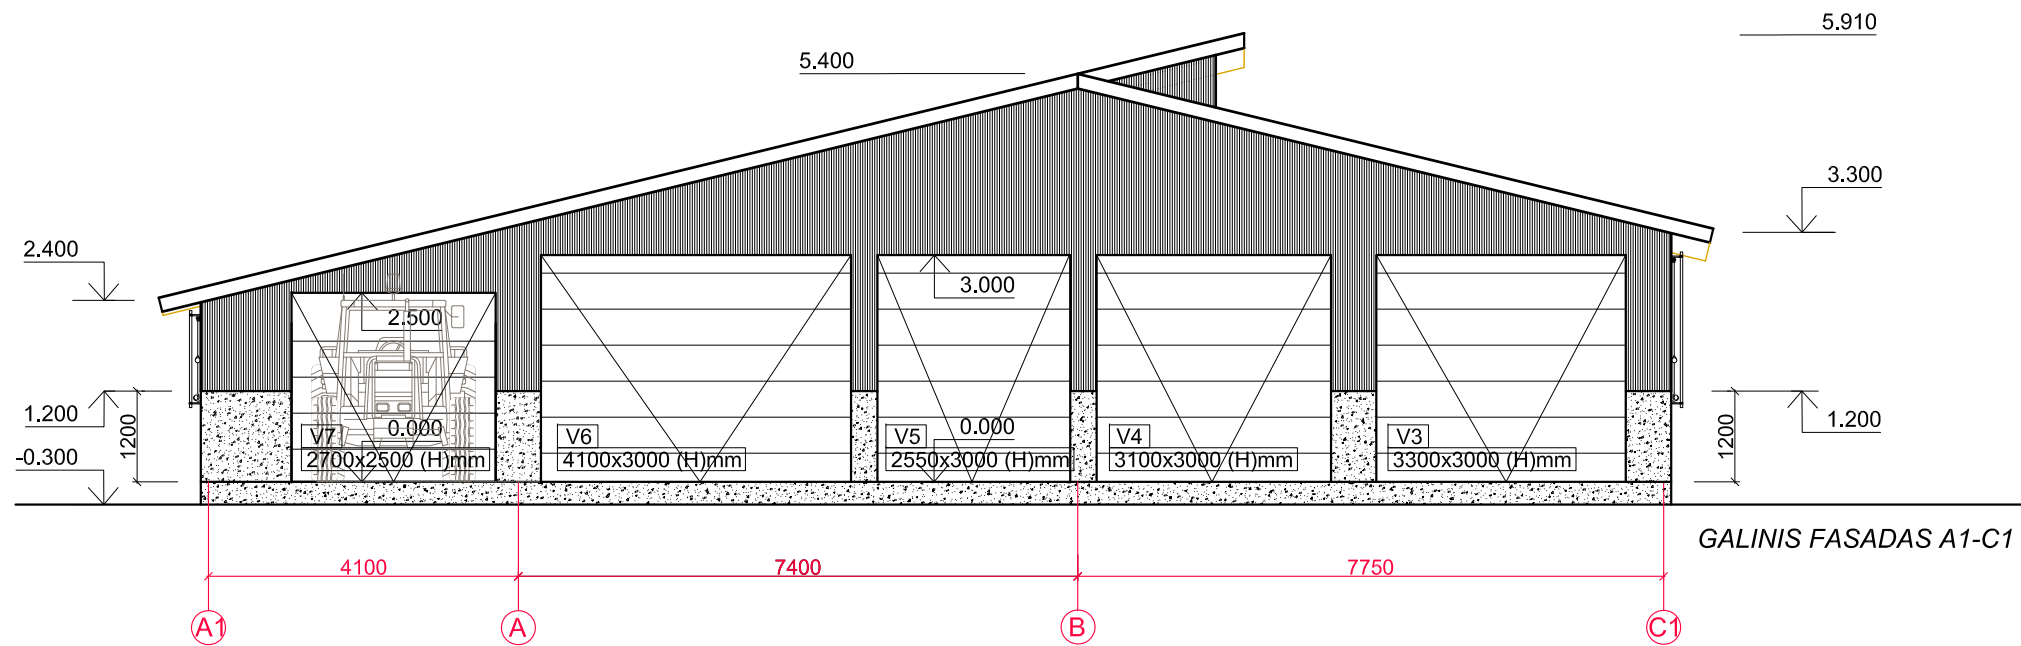 5.910
5.400
3.300
2.400
3.000
2.500
1.200
1200
-0.300
V7
0.000
2700x2500 (H)mm
V6
4100x3000 (H)mm
V5
0.000
2550x3000 (H)mm
V4
3100x3000 (H)mm
V3
3300x3000 (H)mm
1200
1.200
GALINIS FASADAS A1-C1
4100
7400
7750
A1
A
B
C1